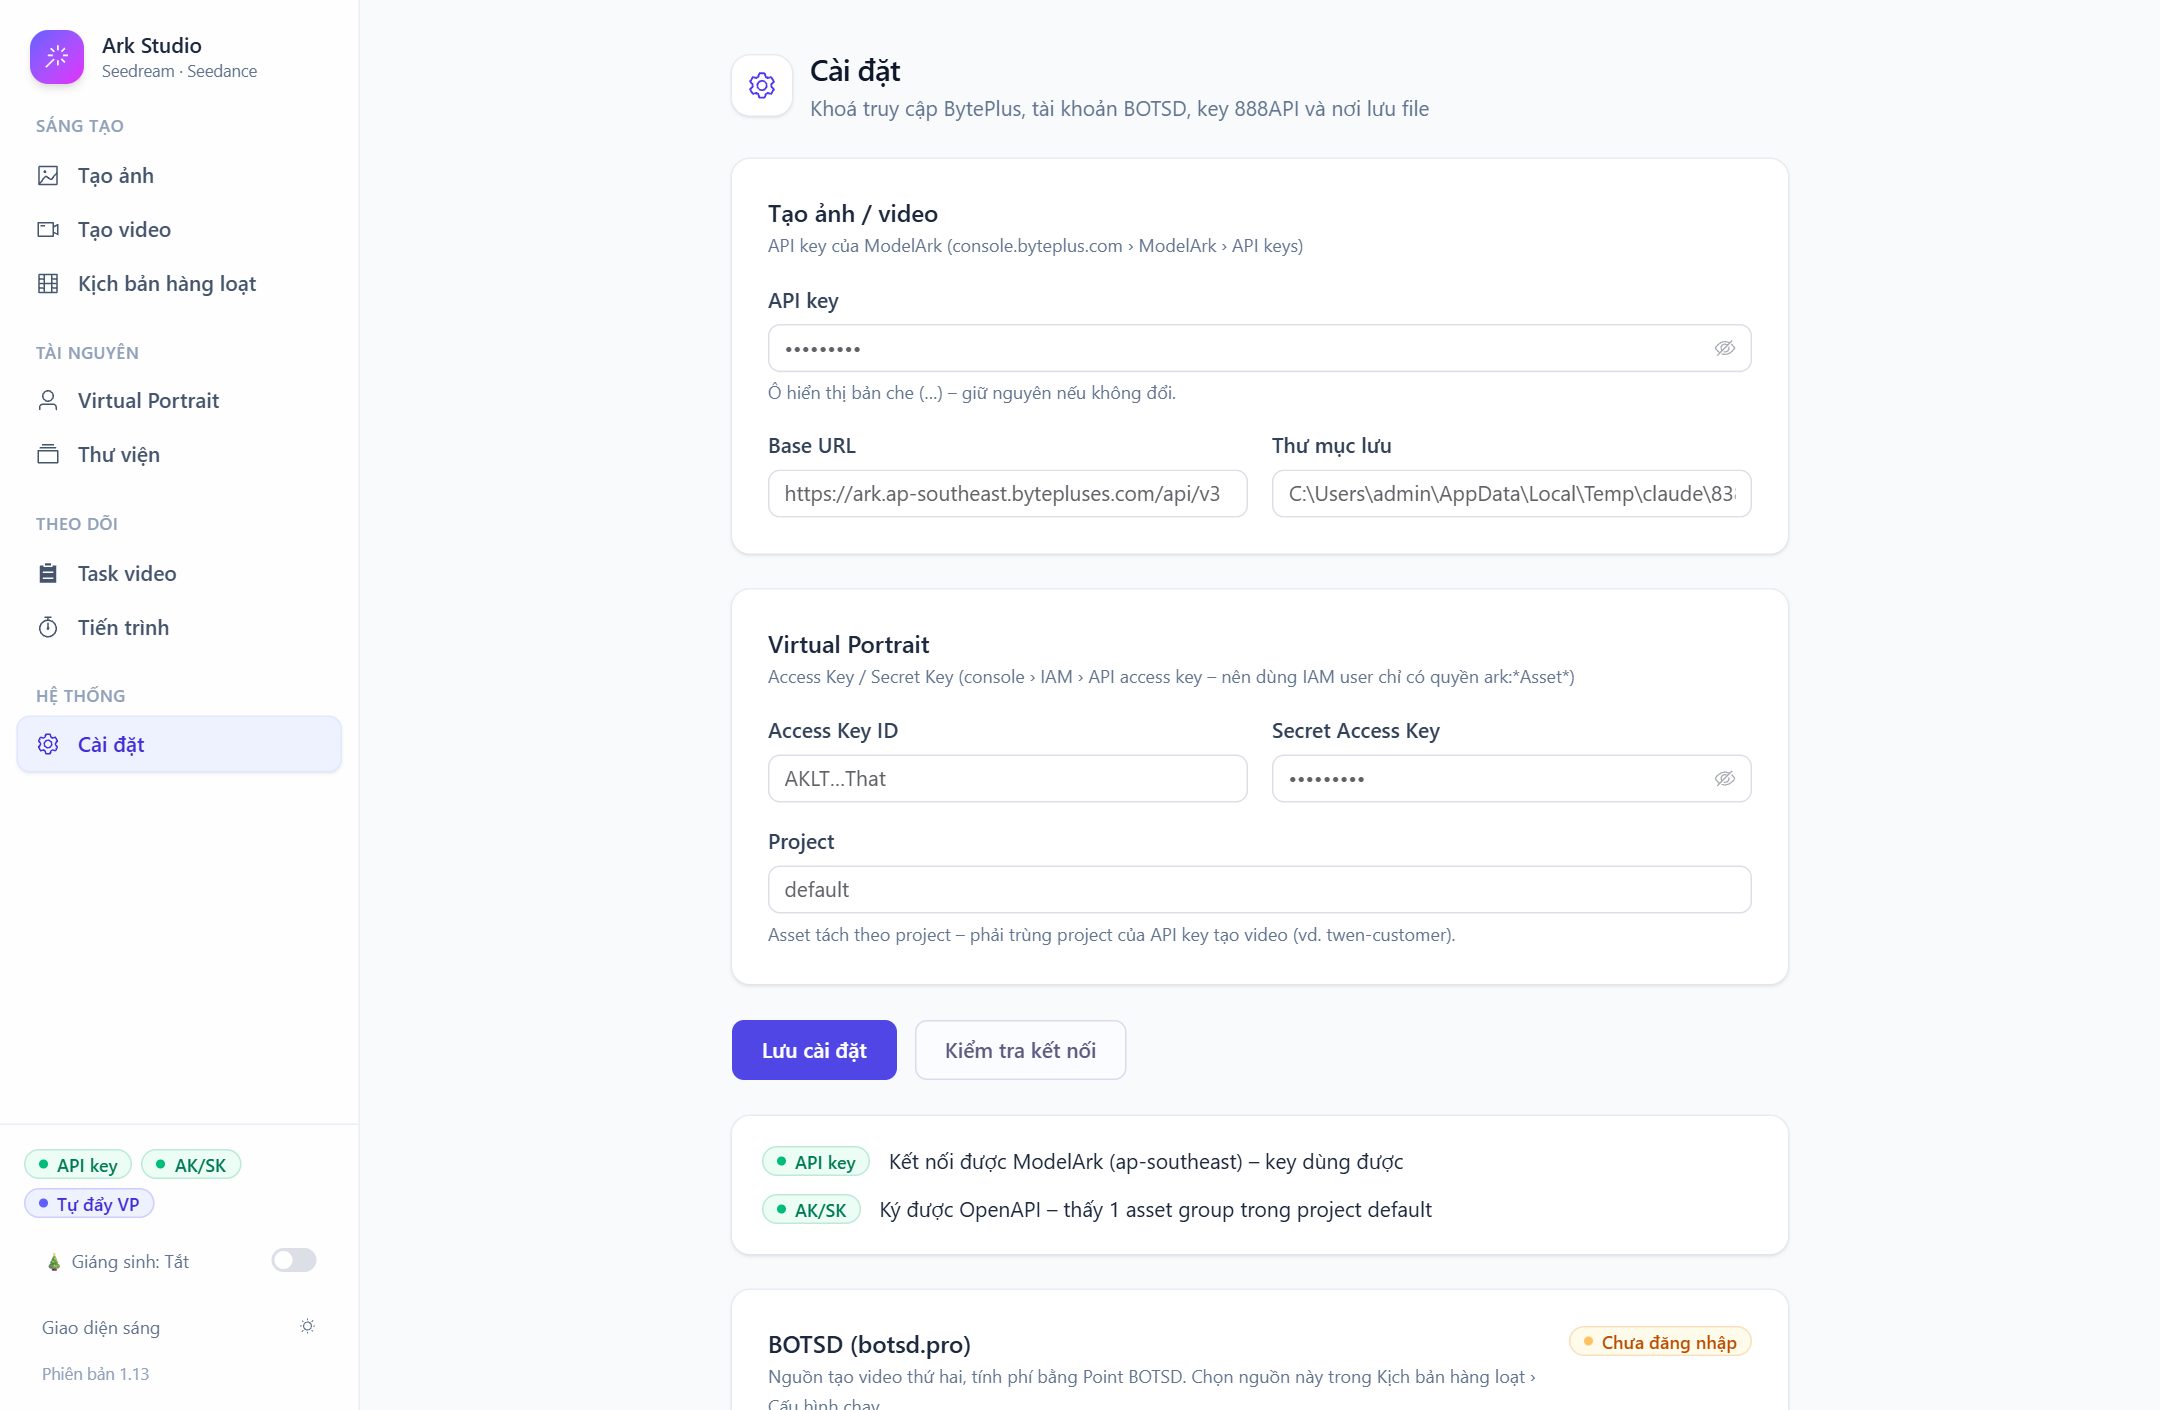 Ark Studio
Seedream · Seedance
SÁNG TẠO
Tạo ảnh
Tạo video
Kịch bản hàng loạt
TÀI NGUYÊN
Virtual Portrait
Thư viện
THEO DÕI
Task video
Tiến trình
HỆ THỐNG
Cài đặt
API key
AK/SK
Tự đẩy VP
Giáng sinh: Tắt
Giao diện sáng
Phiên bản 1.13
Cài đặt
Khoá truy cập BytePlus, tài khoản BOTSD, key 888API và nơi lưu file
Tạo ảnh / video
API key của ModelArk (console.byteplus.com › ModelArk › API keys)
API key
•••••••••
Ô hiển thị bản che (…) – giữ nguyên nếu không đổi.
Base URL
Thư mục lưu
https://ark.ap-southeast.bytepluses.com/api/v3
C:\Users\admin\AppData\Local\Temp\claude\83
Virtual Portrait
Access Key / Secret Key (console › IAM › API access key – nên dùng IAM user chỉ có quyền ark:*Asset*)
Access Key ID
Secret Access Key
AKLT…That
•••••••••
Project
default
Asset tách theo project – phải trùng project của API key tạo video (vd. twen-customer).
Lưu cài đặt
Kiểm tra kết nối
API key Kết nối được ModelArk (ap-southeast) – key dùng được
AK/SK Ký được OpenAPI – thấy 1 asset group trong project default
BOTSD (botsd.pro)
Chưa đăng nhập
Nguồn tạo video thứ hai, tính phí bằng Point BOTSD. Chọn nguồn này trong Kịch bản hàng loạt ›
Cấu hình chạy